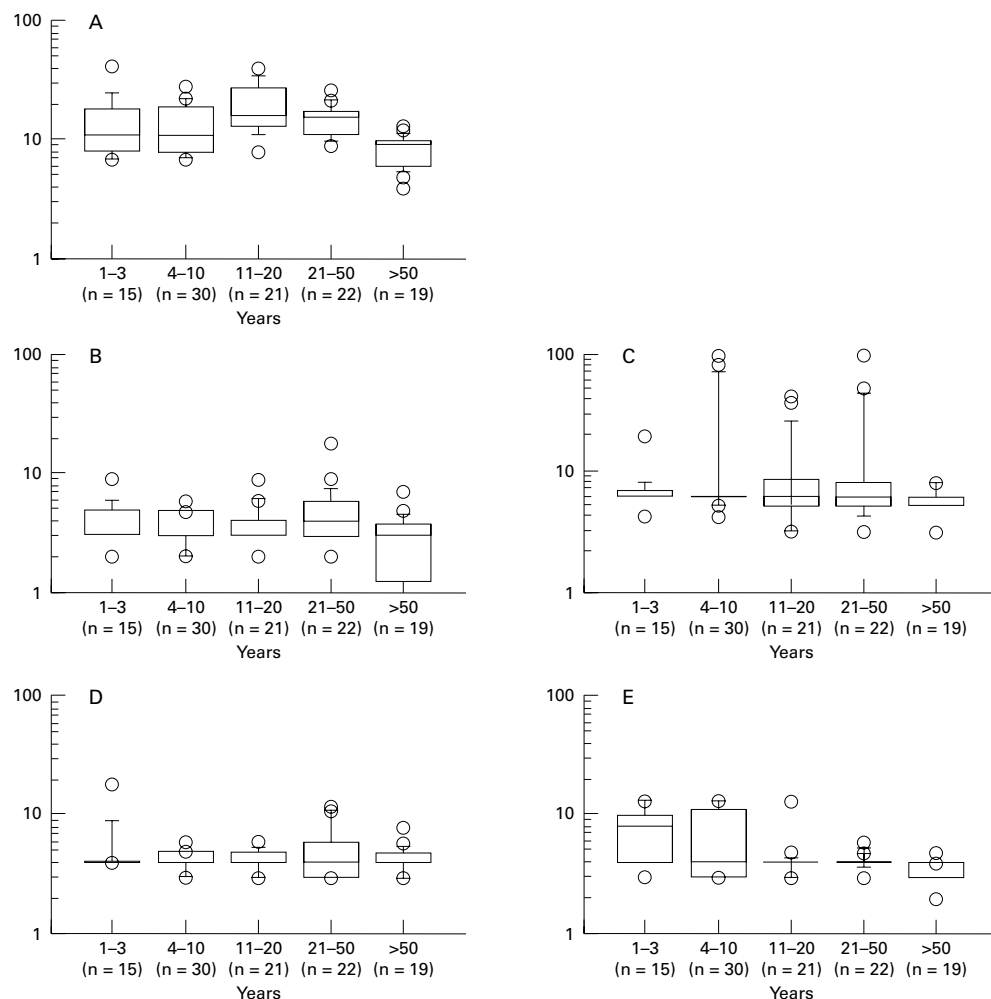 A
100
10
1
1–3 4–10 11–20 21–50 >50
(n = 15) (n = 30) (n = 21) (n = 22) (n = 19)
Years
B
100
10
1
1–3 4–10 11–20 21–50 >50
(n = 15) (n = 30) (n = 21) (n = 22) (n = 19)
Years
C
100
10
1
1–3 4–10 11–20 21–50 >50
(n = 15) (n = 30) (n = 21) (n = 22) (n = 19)
Years
D
100
10
1
1–3 4–10 11–20 21–50 >50
(n = 15) (n = 30) (n = 21) (n = 22) (n = 19)
Years
E
100
10
1
1–3 4–10 11–20 21–50 >50
(n = 15) (n = 30) (n = 21) (n = 22) (n = 19)
Years